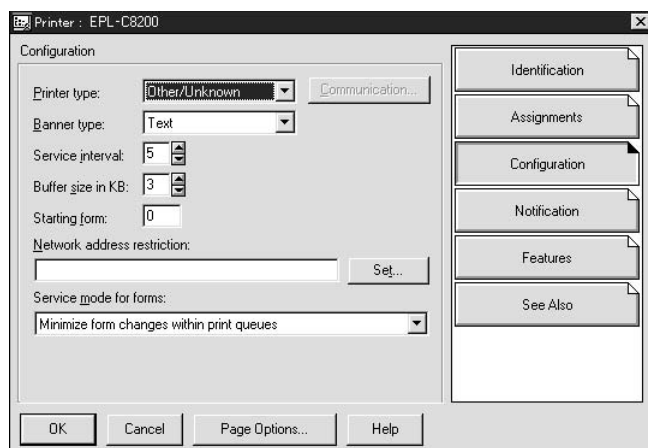 Printer : EPL-C8200
Configuration
Printer type: Other/Unknown Communication...
Banner type: Text
Service interval: 5
Buffer size in KB: 3
Starting form: 0
Network address restriction:
Set...
Service mode for forms:
Minimize form changes within print queues
OK Cancel Page Options... Help
Identification
Assignments
Configuration
Notification
Features
See Also